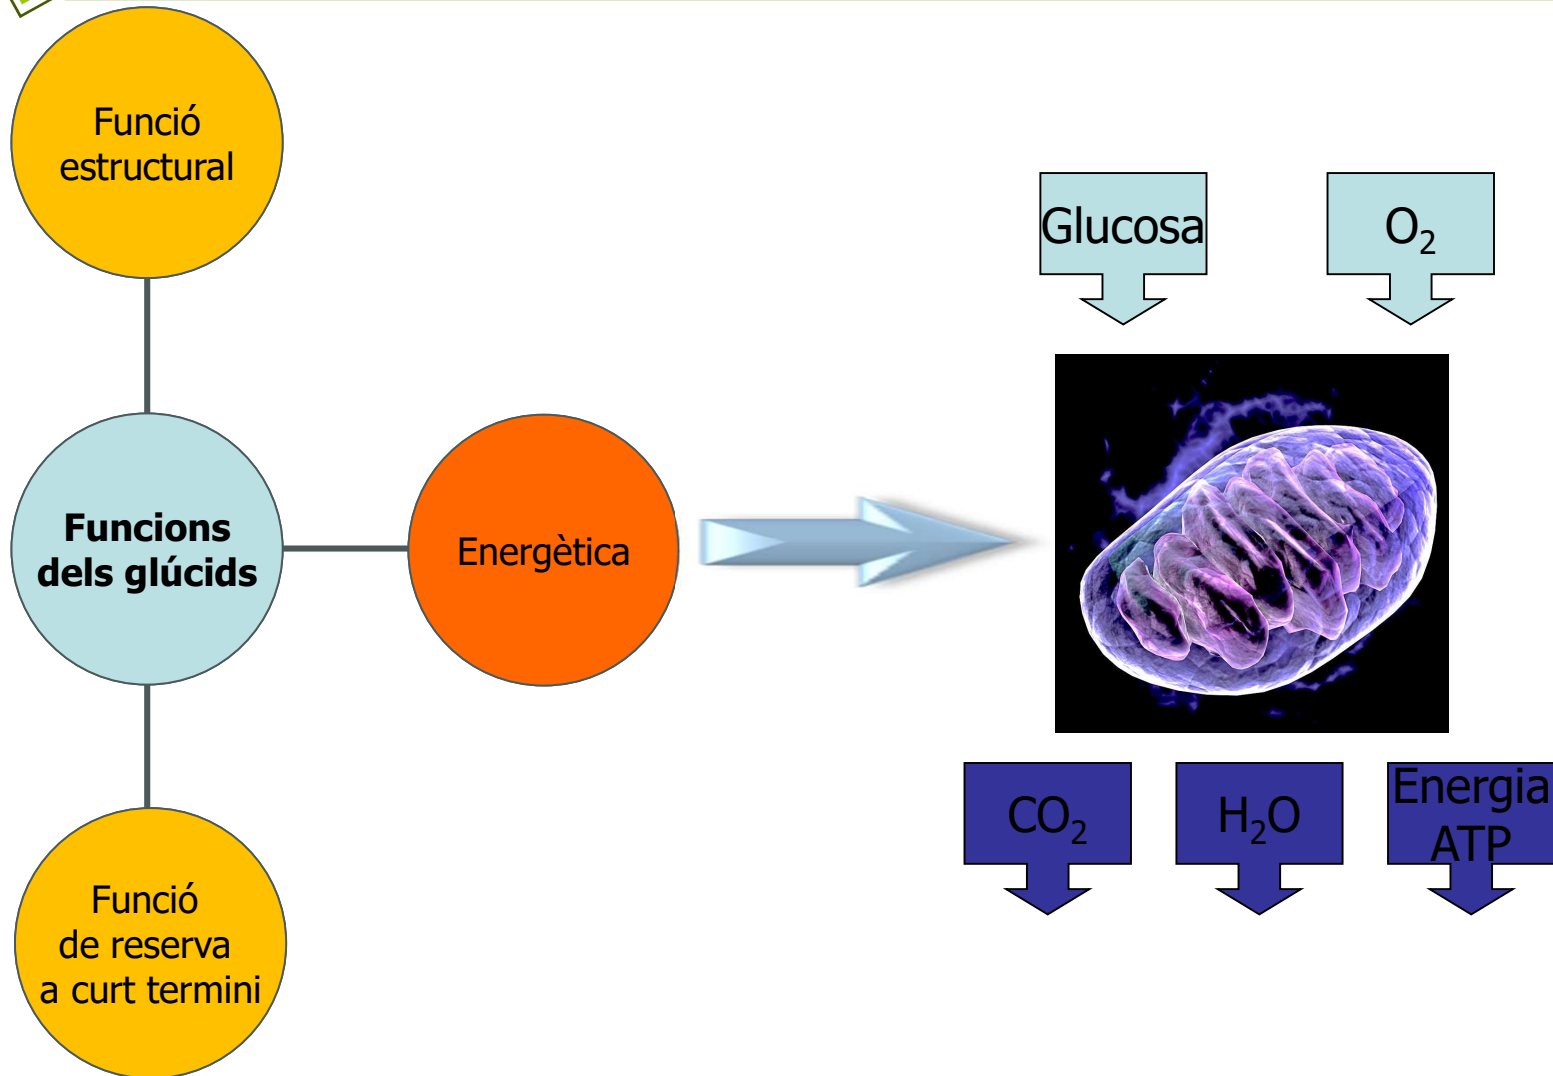 Funció
estructural
Funcions
dels glúcids
Energètica
Funció
de reserva
a curt termini
Glucosa
O₂
CO₂
H₂O
Energia
ATP